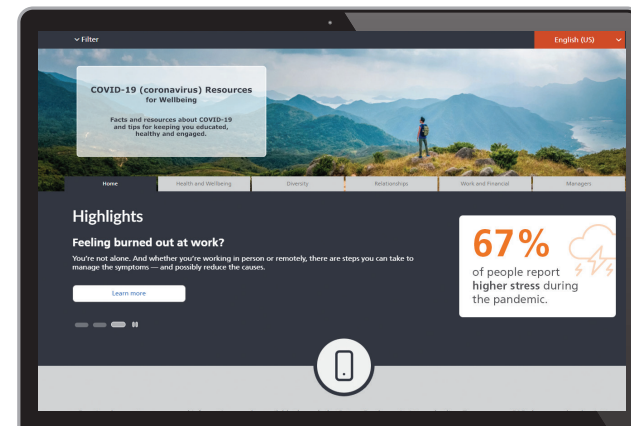 Filter
English (US)
COVID-19 (coronavirus) Resources
for Wellbeing
Facts and resources about COVID-19
and tips for keeping you educated,
healthy and engaged.
Home
Health and Wellbeing
Diversity
Relationships
Work and Financial
Managers
Highlights
Feeling burned out at work?
You're not alone. And whether you're working in person or remotely, there are steps you can take to
manage the symptoms — and possibly reduce the causes.
Learn more
67%
of people report
higher stress during
the pandemic.